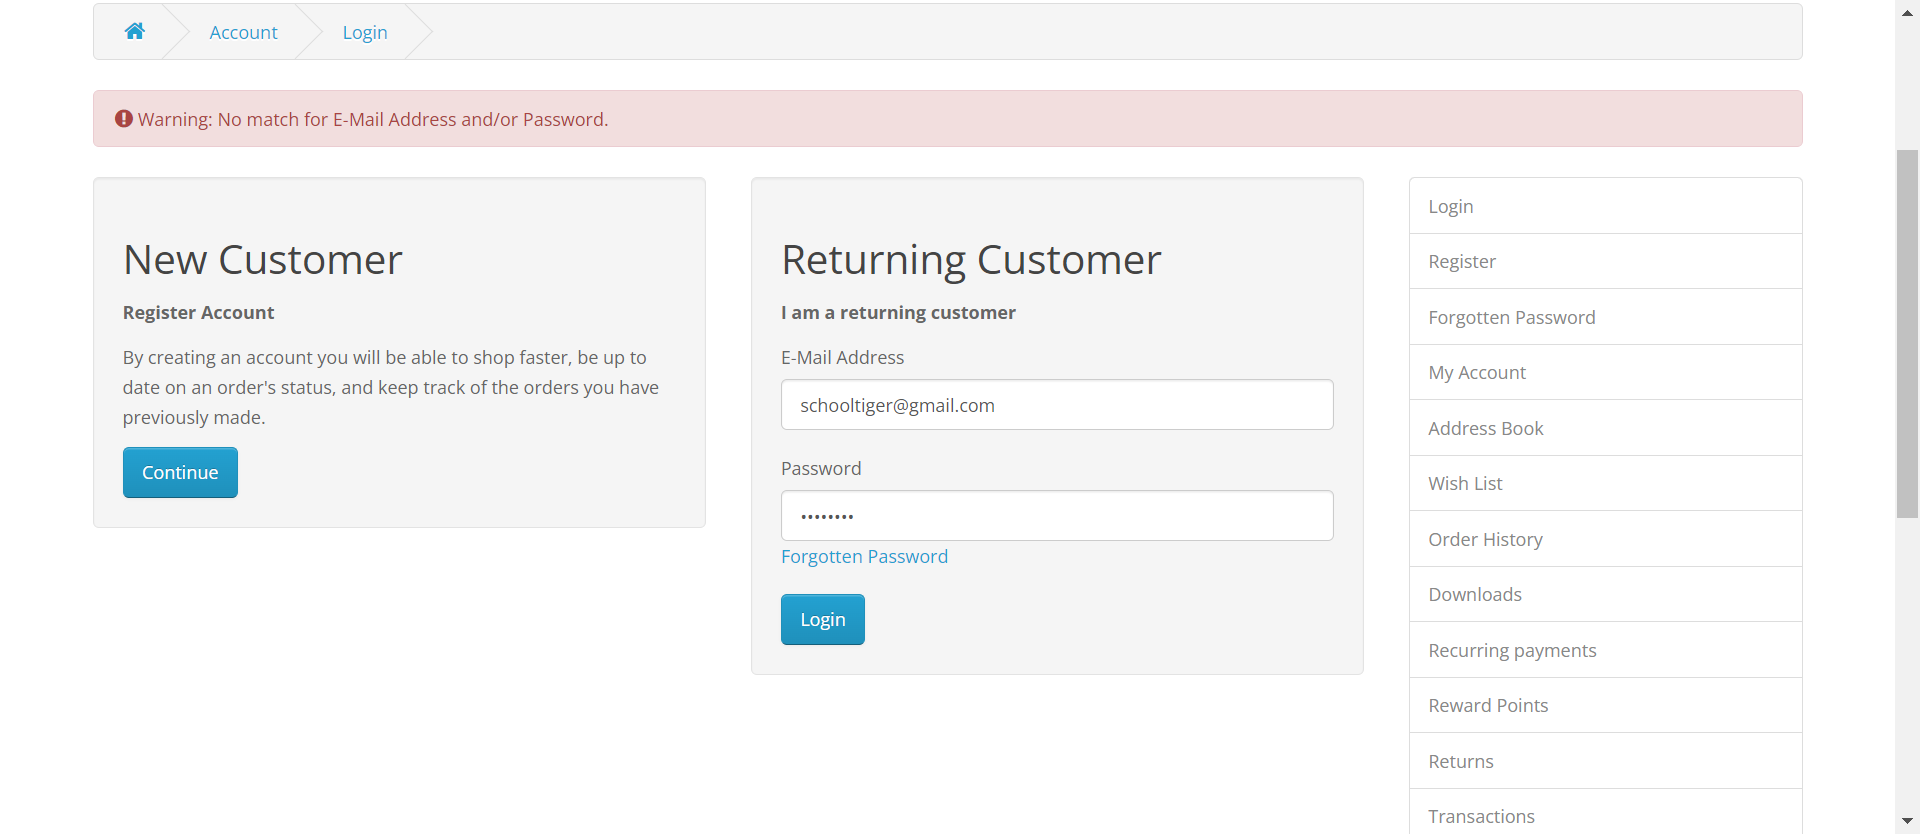 Account
Login
Warning: No match for E-Mail Address and/or Password.
New Customer
Register Account
By creating an account you will be able to shop faster, be up to
date on an order's status, and keep track of the orders you have
previously made.
Continue
Returning Customer
I am a returning customer
E-Mail Address
schooltiger@gmail.com
Password
••••••••
Forgotten Password
Login
Login
Register
Forgotten Password
My Account
Address Book
Wish List
Order History
Downloads
Recurring payments
Reward Points
Returns
Transactions